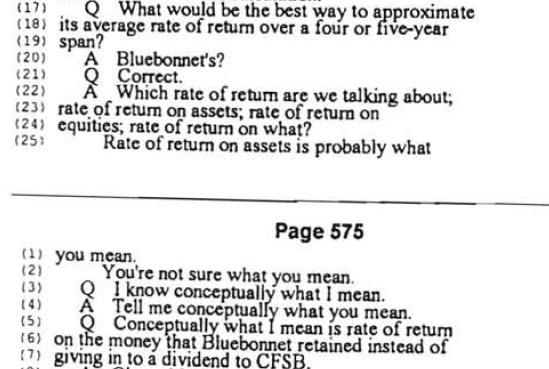 (17) Q What would be the best way to approximate
(18) its average rate of return over a four or five-year
(19) span?
(20) A Bluebonnet's?
(21) Q Correct.
(22) A Which rate of return are we talking about;
(23) rate of return on assets; rate of return on
(24) equities; rate of return on what?
(25) Rate of return on assets is probably what
Page 575
(1) you mean.
(2) You're not sure what you mean.
(3) Q I know conceptually what I mean.
(4) A Tell me conceptually what you mean.
(5) Q Conceptually what I mean is rate of return
(6) on the money that Bluebonnet retained instead of
(7) giving in to a dividend to CFSB.